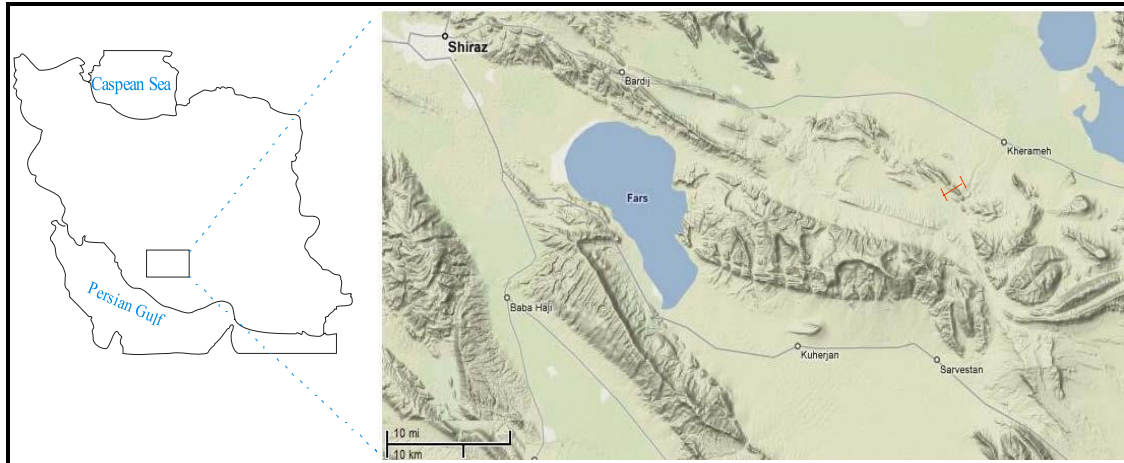 Caspean Sea
Persian Gulf
Shiraz
Bardij
Kherameh
Fars
Baba Haji
Kuherjan
Sarvestan
10 mi
10 km